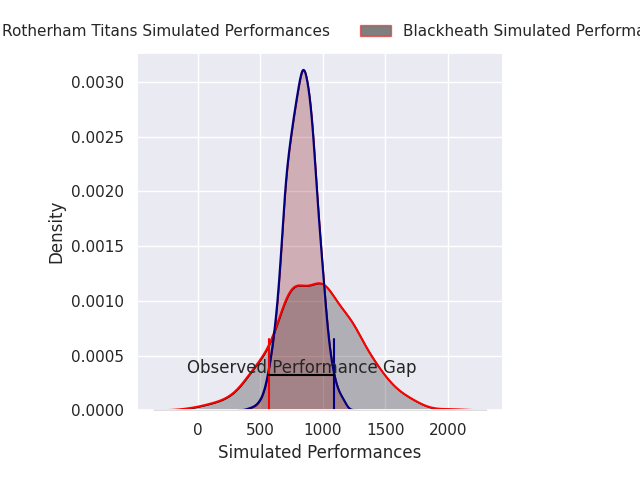 Rotherham Titans Simulated Performances
Blackheath Simulated Performa
0.0030
0.0025
0.0020
0.0015
0.0010
0.0005
0.0000
Density
Observed Performance Gap
0 500 1000 1500 2000
Simulated Performances